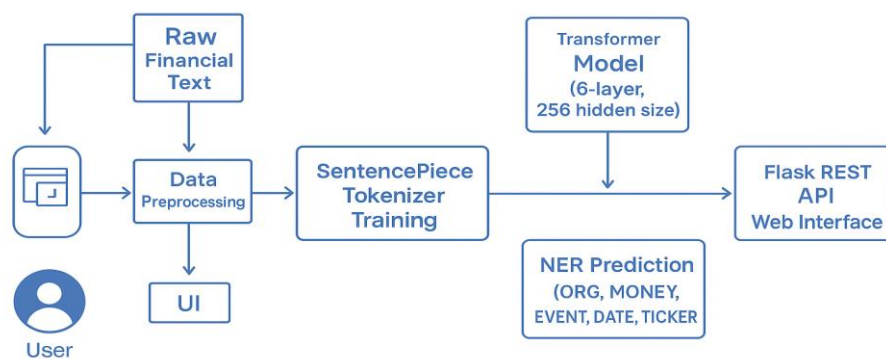 Raw
Financial
Text
Transformer
Model
(6-layer,
256 hidden size)
Data
Preprocessing
SentencePiece
Tokenizer
Training
Flask REST
API
Web Interface
NER Prediction
(ORG, MONEY,
EVENT, DATE, TICKER
UI
User